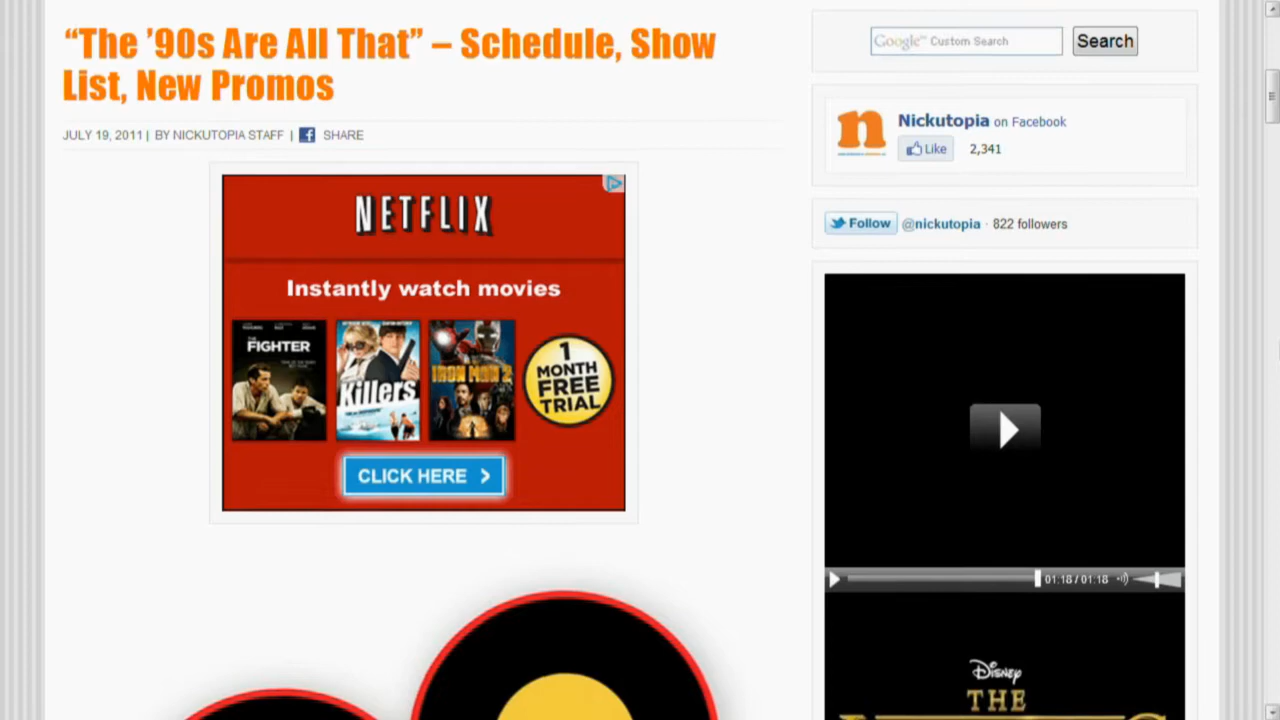 “The ’90s Are All That” – Schedule, Show
List, New Promos
JULY 19, 2011 | BY NICKUTOPIA STAFF | f SHARE
NETFLIX
Instantly watch movies
THE
FIGHTER
Killers
IRON MAN 2
1
MONTH
FREE
TRIAL
CLICK HERE >
Google™ Custom Search
Search
n
Nickutopia on Facebook
Like 2,341
Follow @nickutopia · 822 followers
01:18 / 01:18
DISNEY
THE